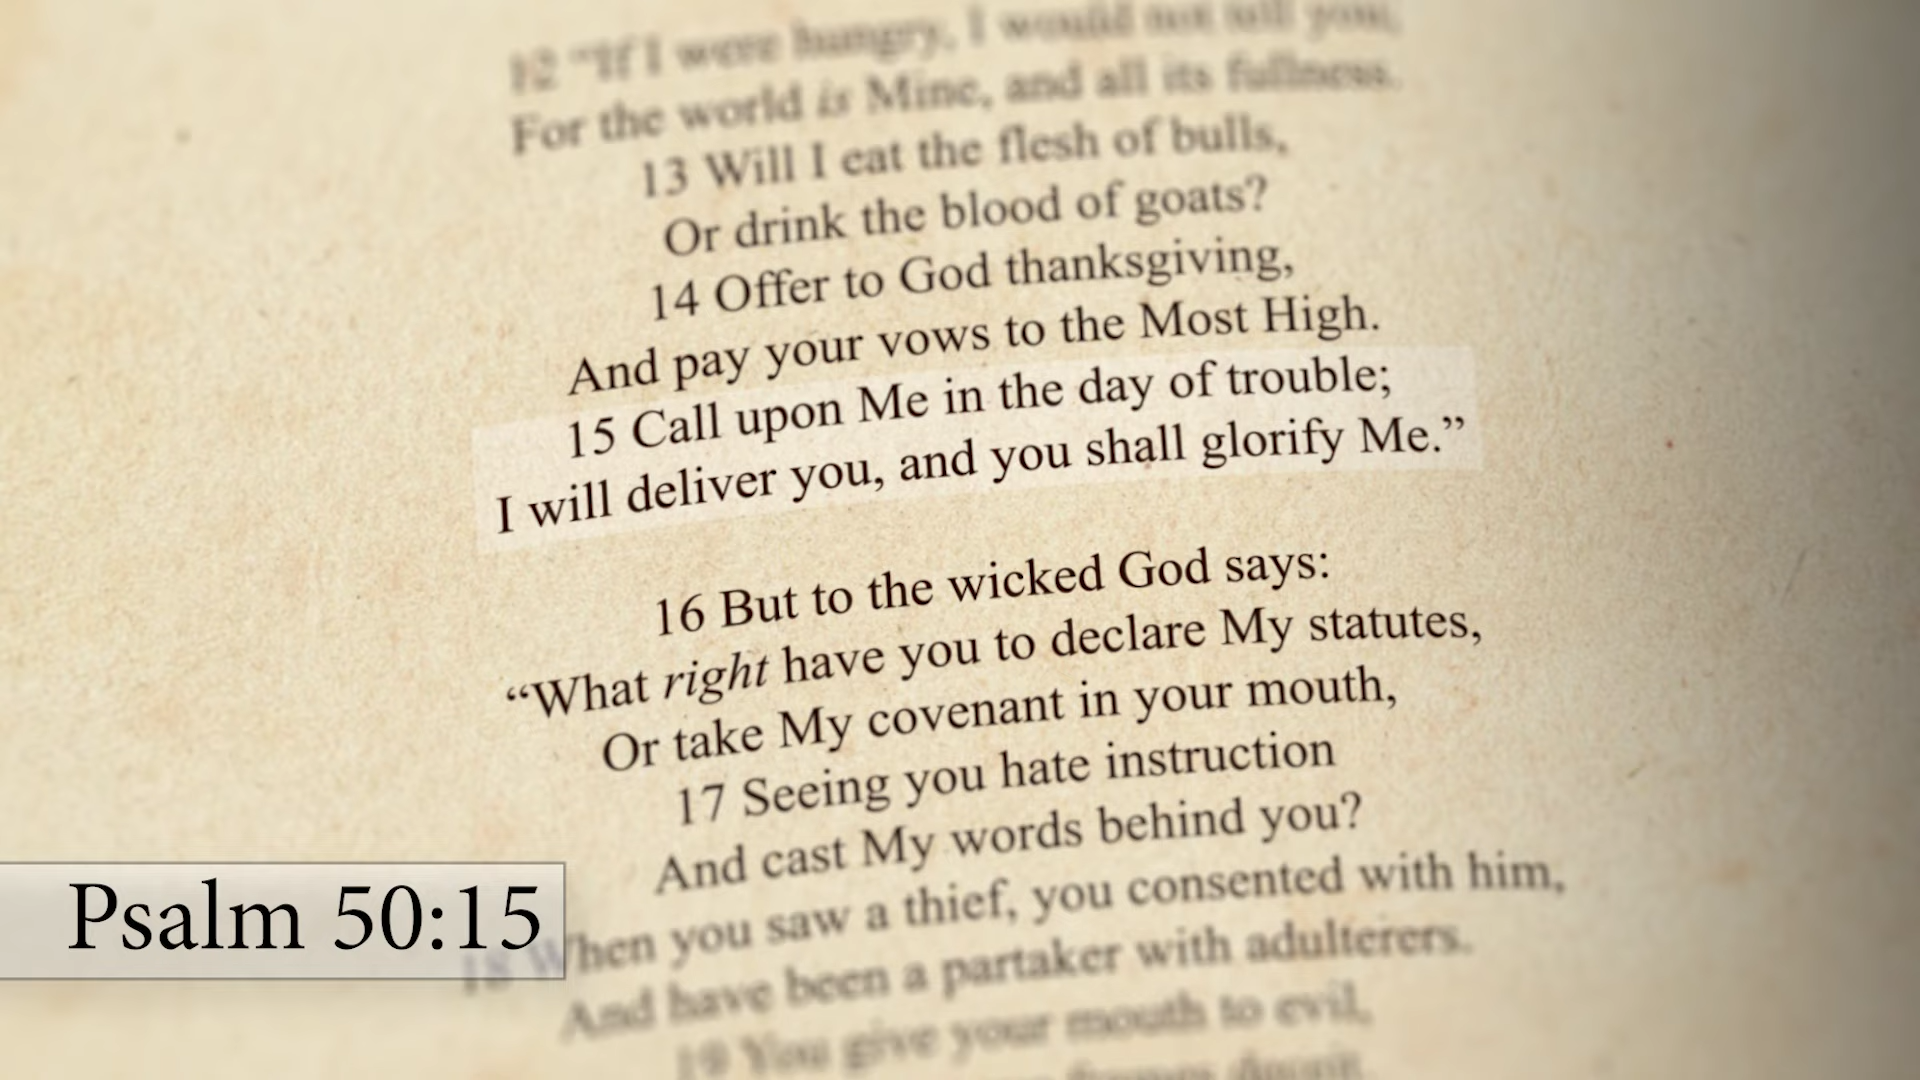 12 "If I were hungry, I would not tell you;
For the world is Mine, and all its fullness.
13 Will I eat the flesh of bulls,
Or drink the blood of goats?
14 Offer to God thanksgiving,
And pay your vows to the Most High.
15 Call upon Me in the day of trouble;
I will deliver you, and you shall glorify Me.”
16 But to the wicked God says:
“What right have you to declare My statutes,
Or take My covenant in your mouth,
17 Seeing you hate instruction
And cast My words behind you?
18 When you saw a thief, you consented with him,
And have been a partaker with adulterers.
19 You give your mouth to evil,
Psalm 50:15